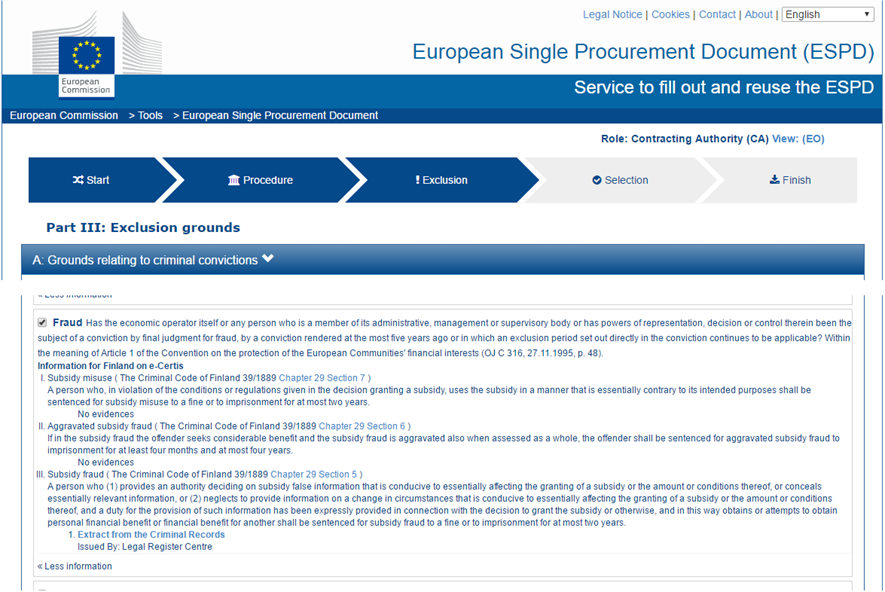 Legal Notice | Cookies | Contact | About | English
European Single Procurement Document (ESPD)
European
Commission
Service to fill out and reuse the ESPD
European Commission > Tools > European Single Procurement Document
Role: Contracting Authority (CA) View: (EO)
Start Procedure Exclusion Selection Finish
Part III: Exclusion grounds
A: Grounds relating to criminal convictions
« Less information
Fraud Has the economic operator itself or any person who is a member of its administrative, management or supervisory body or has powers of representation, decision or control therein been the
subject of a conviction by final judgment for fraud, by a conviction rendered at the most five years ago or in which an exclusion period set out directly in the conviction continues to be applicable? Within
the meaning of Article 1 of the Convention on the protection of the European Communities' financial interests (OJ C 316, 27.11.1995, p. 48).
Information for Finland on e-Certis
I. Subsidy misuse ( The Criminal Code of Finland 39/1889 Chapter 29 Section 7 )
A person who, in violation of the conditions or regulations given in the decision granting a subsidy, uses the subsidy in a manner that is essentially contrary to its intended purposes shall be
sentenced for subsidy misuse to a fine or to imprisonment for at most two years.
No evidences
II. Aggravated subsidy fraud ( The Criminal Code of Finland 39/1889 Chapter 29 Section 6 )
If in the subsidy fraud the offender seeks considerable benefit and the subsidy fraud is aggravated also when assessed as a whole, the offender shall be sentenced for aggravated subsidy fraud to
imprisonment for at least four months and at most four years.
No evidences
III. Subsidy fraud ( The Criminal Code of Finland 39/1889 Chapter 29 Section 5 )
A person who (1) provides an authority deciding on subsidy false information that is conducive to essentially affecting the granting of a subsidy or the amount or conditions thereof, or conceals
essentially relevant information, or (2) neglects to provide information on a change in circumstances that is conducive to essentially affecting the granting of a subsidy or the amount or conditions
thereof, and a duty for the provision of such information has been expressly provided in connection with the decision to grant the subsidy or otherwise, and in this way obtains or attempts to obtain
personal financial benefit or financial benefit for another shall be sentenced for subsidy fraud to a fine or to imprisonment for at most two years.
1. Extract from the Criminal Records
Issued By: Legal Register Centre
« Less information